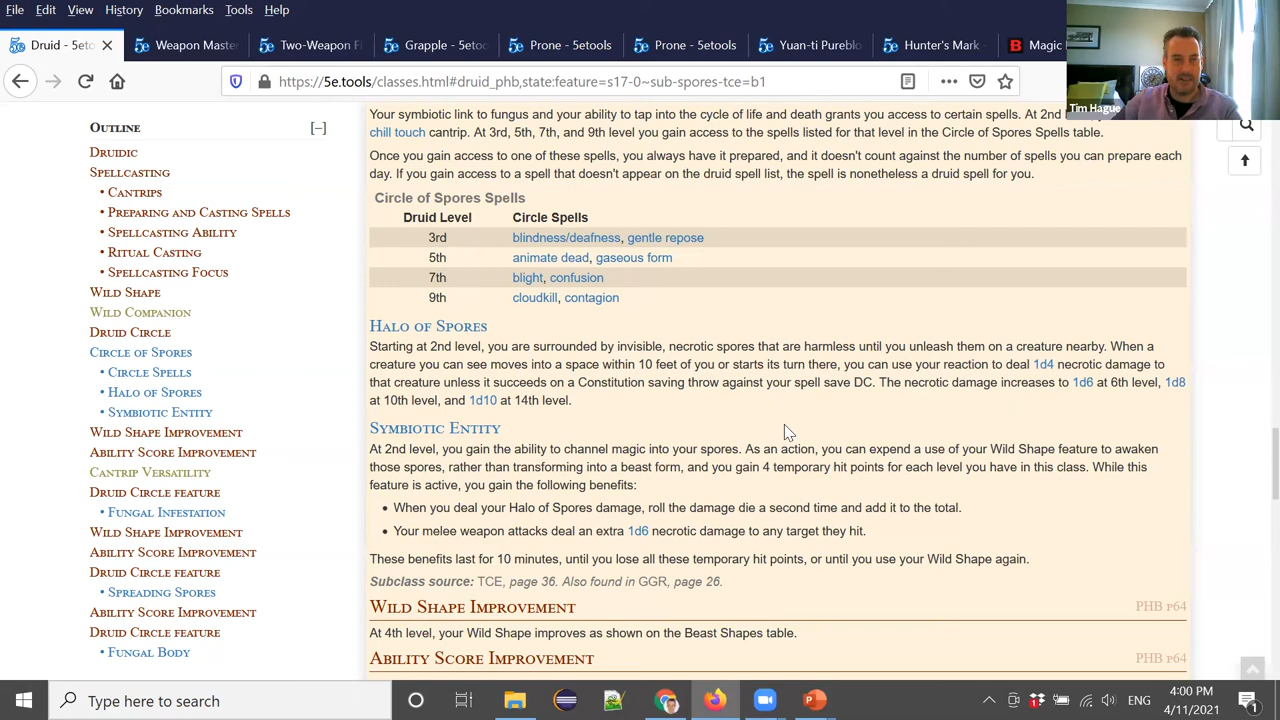 File Edit View History Bookmarks Tools Help
Druid - 5eto
Weapon Maste
Two-Weapon F
Grapple - 5eto
Prone - 5etools
Prone - 5etools
Yuan-ti Pureblo
Hunter's Mark -
Magic
https://5e.tools/classes.html#druid_phb,state:feature=s17-0~sub-spores-tce=b1
Tim Hague
OUTLINE [–]
DRUIDIC
SPELLCASTING
• CANTRIPS
• PREPARING AND CASTING SPELLS
• SPELLCASTING ABILITY
• RITUAL CASTING
• SPELLCASTING FOCUS
WILD SHAPE
WILD COMPANION
DRUID CIRCLE
CIRCLE OF SPORES
• CIRCLE SPELLS
• HALO OF SPORES
• SYMBIOTIC ENTITY
WILD SHAPE IMPROVEMENT
ABILITY SCORE IMPROVEMENT
CANTRIP VERSATILITY
DRUID CIRCLE FEATURE
• FUNGAL INFESTATION
WILD SHAPE IMPROVEMENT
ABILITY SCORE IMPROVEMENT
DRUID CIRCLE FEATURE
• SPREADING SPORES
ABILITY SCORE IMPROVEMENT
DRUID CIRCLE FEATURE
• FUNGAL BODY
Your symbiotic link to fungus and your ability to tap into the cycle of life and death grants you access to certain spells. At 2nd
chill touch cantrip. At 3rd, 5th, 7th, and 9th level you gain access to the spells listed for that level in the Circle of Spores Spells table.
Once you gain access to one of these spells, you always have it prepared, and it doesn't count against the number of spells you can prepare each
day. If you gain access to a spell that doesn't appear on the druid spell list, the spell is nonetheless a druid spell for you.
Circle of Spores Spells
Druid Level Circle Spells
3rd blindness/deafness, gentle repose
5th animate dead, gaseous form
7th blight, confusion
9th cloudkill, contagion
HALO OF SPORES
Starting at 2nd level, you are surrounded by invisible, necrotic spores that are harmless until you unleash them on a creature nearby. When a
creature you can see moves into a space within 10 feet of you or starts its turn there, you can use your reaction to deal 1d4 necrotic damage to
that creature unless it succeeds on a Constitution saving throw against your spell save DC. The necrotic damage increases to 1d6 at 6th level, 1d8
at 10th level, and 1d10 at 14th level.
SYMBIOTIC ENTITY
At 2nd level, you gain the ability to channel magic into your spores. As an action, you can expend a use of your Wild Shape feature to awaken
those spores, rather than transforming into a beast form, and you gain 4 temporary hit points for each level you have in this class. While this
feature is active, you gain the following benefits:
• When you deal your Halo of Spores damage, roll the damage die a second time and add it to the total.
• Your melee weapon attacks deal an extra 1d6 necrotic damage to any target they hit.
These benefits last for 10 minutes, until you lose all these temporary hit points, or until you use your Wild Shape again.
Subclass source: TCE, page 36. Also found in GGR, page 26.
WILD SHAPE IMPROVEMENT PHB P64
At 4th level, your Wild Shape improves as shown on the Beast Shapes table.
ABILITY SCORE IMPROVEMENT PHB P64
Type here to search
ENG
4:00 PM
4/11/2021